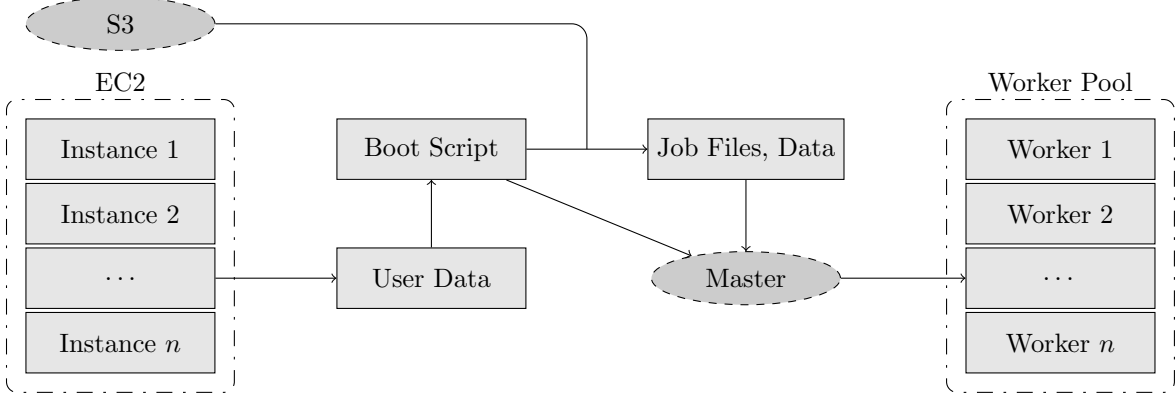 S3
EC2
Instance 1
Instance 2
...
Instance n
Boot Script
User Data
Job Files, Data
Master
Worker Pool
Worker 1
Worker 2
...
Worker n